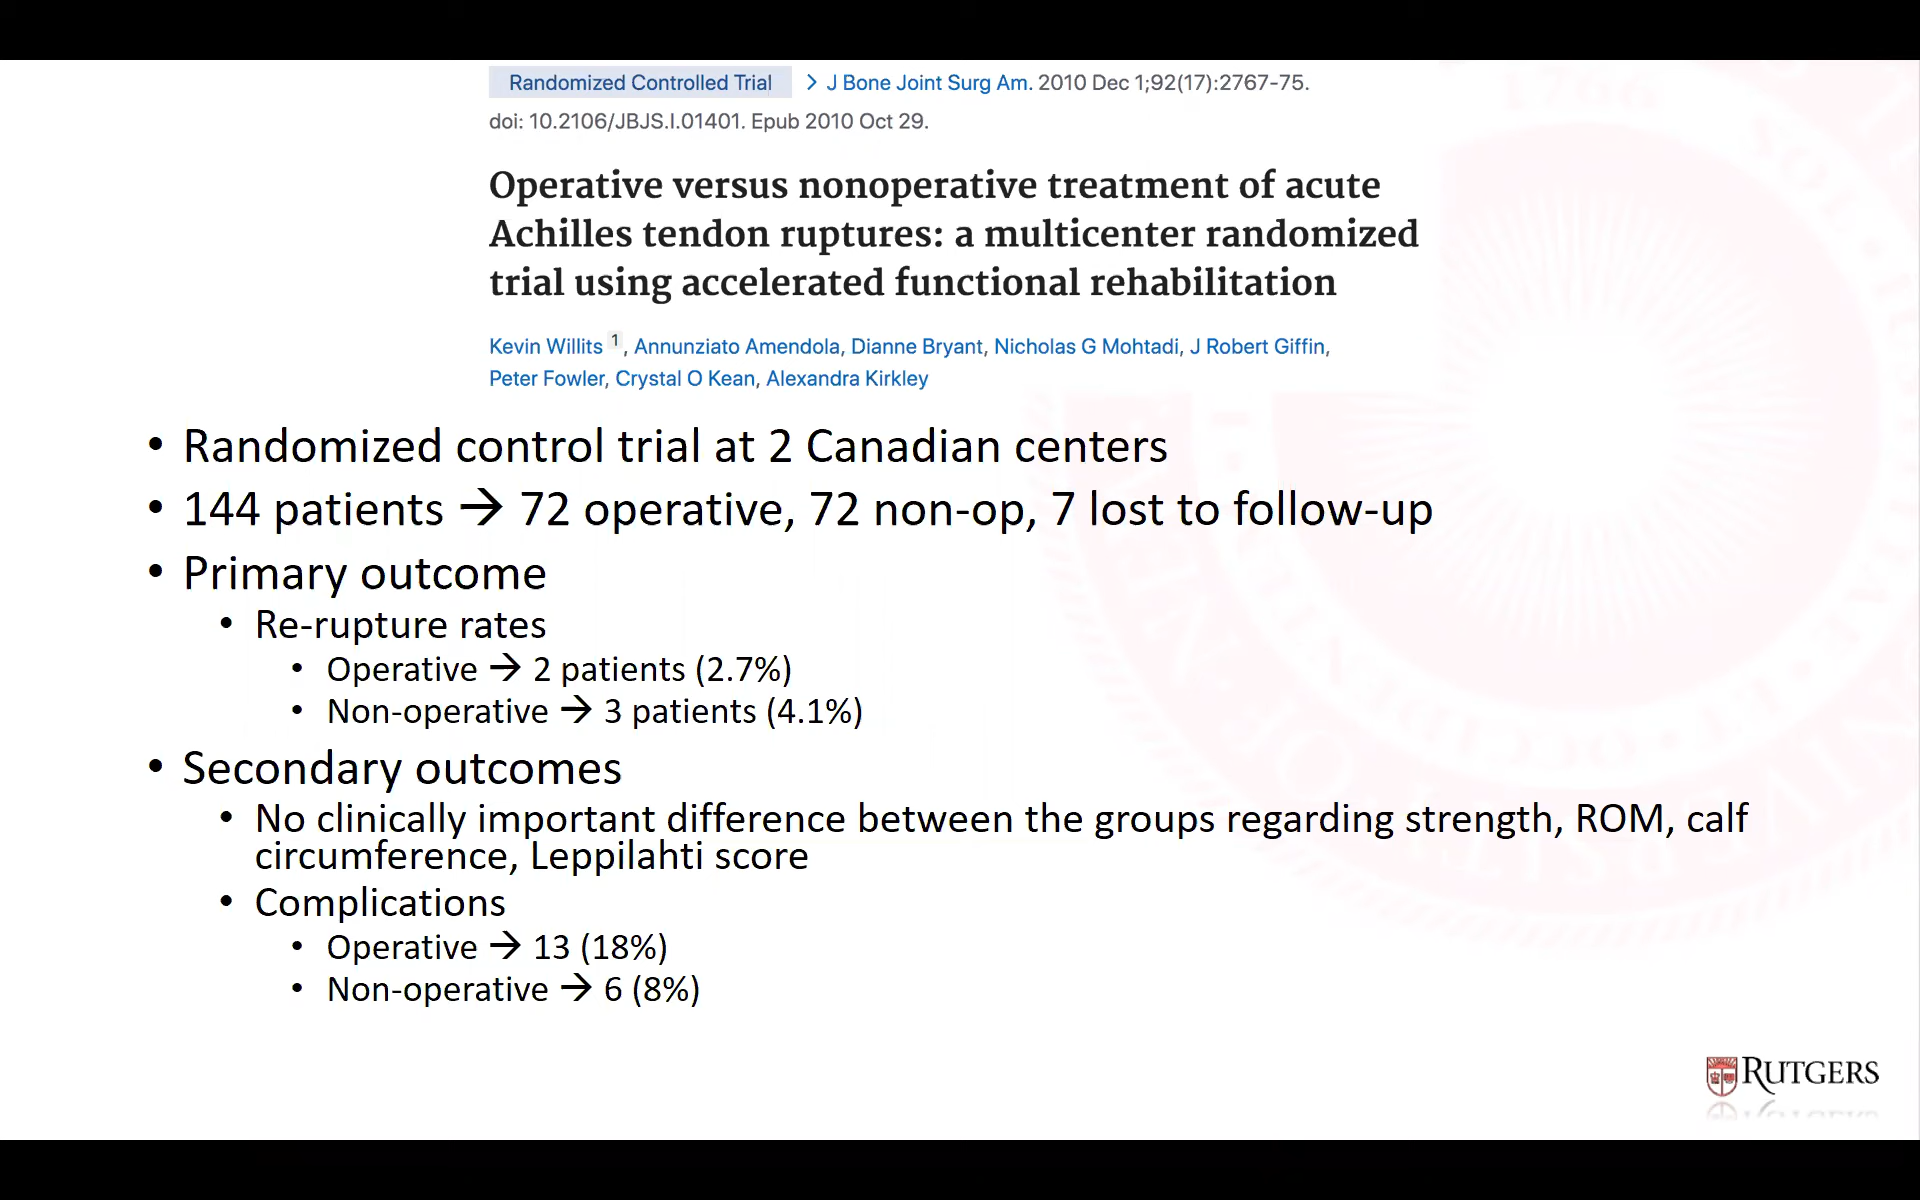 Randomized Controlled Trial > J Bone Joint Surg Am. 2010 Dec 1;92(17):2767-75.
doi: 10.2106/JBJS.I.01401. Epub 2010 Oct 29.
Operative versus nonoperative treatment of acute
Achilles tendon ruptures: a multicenter randomized
trial using accelerated functional rehabilitation
Kevin Willits 1, Annunziato Amendola, Dianne Bryant, Nicholas G Mohtadi, J Robert Giffin,
Peter Fowler, Crystal O Kean, Alexandra Kirkley
• Randomized control trial at 2 Canadian centers
• 144 patients → 72 operative, 72 non-op, 7 lost to follow-up
• Primary outcome
• Re-rupture rates
• Operative → 2 patients (2.7%)
• Non-operative → 3 patients (4.1%)
• Secondary outcomes
• No clinically important difference between the groups regarding strength, ROM, calf
circumference, Leppilahti score
• Complications
• Operative → 13 (18%)
• Non-operative → 6 (8%)
RUTGERS
1766